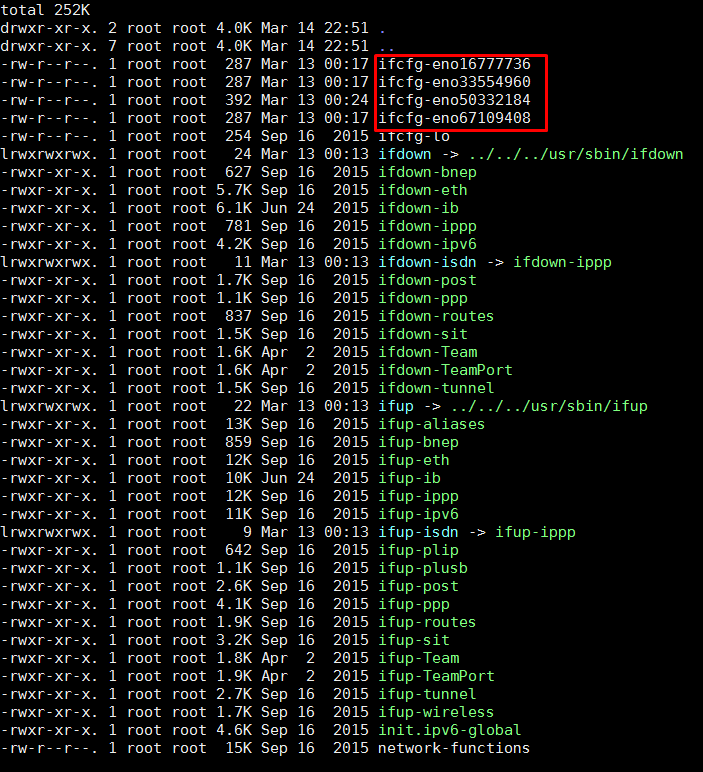 total 252K
drwxr-xr-x. 2 root root 4.0K Mar 14 22:51 .
drwxr-xr-x. 7 root root 4.0K Mar 14 22:51 ..
-rw-r--r--. 1 root root  287 Mar 13 00:17 ifcfg-eno16777736
-rw-r--r--. 1 root root  287 Mar 13 00:17 ifcfg-eno33554960
-rw-r--r--. 1 root root  392 Mar 13 00:24 ifcfg-eno50332184
-rw-r--r--. 1 root root  287 Mar 13 00:17 ifcfg-eno67109408
-rw-r--r--. 1 root root  254 Sep 16  2015 ifcfg-lo
lrwxrwxrwx. 1 root root   24 Mar 13 00:13 ifdown -> ../../../usr/sbin/ifdown
-rwxr-xr-x. 1 root root  627 Sep 16  2015 ifdown-bnep
-rwxr-xr-x. 1 root root 5.7K Sep 16  2015 ifdown-eth
-rwxr-xr-x. 1 root root 6.1K Jun 24  2015 ifdown-ib
-rwxr-xr-x. 1 root root  781 Sep 16  2015 ifdown-ippp
-rwxr-xr-x. 1 root root 4.2K Sep 16  2015 ifdown-ipv6
lrwxrwxrwx. 1 root root   11 Mar 13 00:13 ifdown-isdn -> ifdown-ippp
-rwxr-xr-x. 1 root root 1.7K Sep 16  2015 ifdown-post
-rwxr-xr-x. 1 root root 1.1K Sep 16  2015 ifdown-ppp
-rwxr-xr-x. 1 root root  837 Sep 16  2015 ifdown-routes
-rwxr-xr-x. 1 root root 1.5K Sep 16  2015 ifdown-sit
-rwxr-xr-x. 1 root root 1.6K Apr  2  2015 ifdown-Team
-rwxr-xr-x. 1 root root 1.6K Apr  2  2015 ifdown-TeamPort
-rwxr-xr-x. 1 root root 1.5K Sep 16  2015 ifdown-tunnel
lrwxrwxrwx. 1 root root   22 Mar 13 00:13 ifup -> ../../../usr/sbin/ifup
-rwxr-xr-x. 1 root root  13K Sep 16  2015 ifup-aliases
-rwxr-xr-x. 1 root root  859 Sep 16  2015 ifup-bnep
-rwxr-xr-x. 1 root root  12K Sep 16  2015 ifup-eth
-rwxr-xr-x. 1 root root  10K Jun 24  2015 ifup-ib
-rwxr-xr-x. 1 root root  12K Sep 16  2015 ifup-ippp
-rwxr-xr-x. 1 root root  11K Sep 16  2015 ifup-ipv6
lrwxrwxrwx. 1 root root    9 Mar 13 00:13 ifup-isdn -> ifup-ippp
-rwxr-xr-x. 1 root root  642 Sep 16  2015 ifup-plip
-rwxr-xr-x. 1 root root 1.1K Sep 16  2015 ifup-plusb
-rwxr-xr-x. 1 root root 2.6K Sep 16  2015 ifup-post
-rwxr-xr-x. 1 root root 4.1K Sep 16  2015 ifup-ppp
-rwxr-xr-x. 1 root root 1.9K Sep 16  2015 ifup-routes
-rwxr-xr-x. 1 root root 3.2K Sep 16  2015 ifup-sit
-rwxr-xr-x. 1 root root 1.8K Apr  2  2015 ifup-Team
-rwxr-xr-x. 1 root root 1.9K Apr  2  2015 ifup-TeamPort
-rwxr-xr-x. 1 root root 2.7K Sep 16  2015 ifup-tunnel
-rwxr-xr-x. 1 root root 1.7K Sep 16  2015 ifup-wireless
-rwxr-xr-x. 1 root root 4.6K Sep 16  2015 init.ipv6-global
-rw-r--r--. 1 root root  15K Sep 16  2015 network-functions